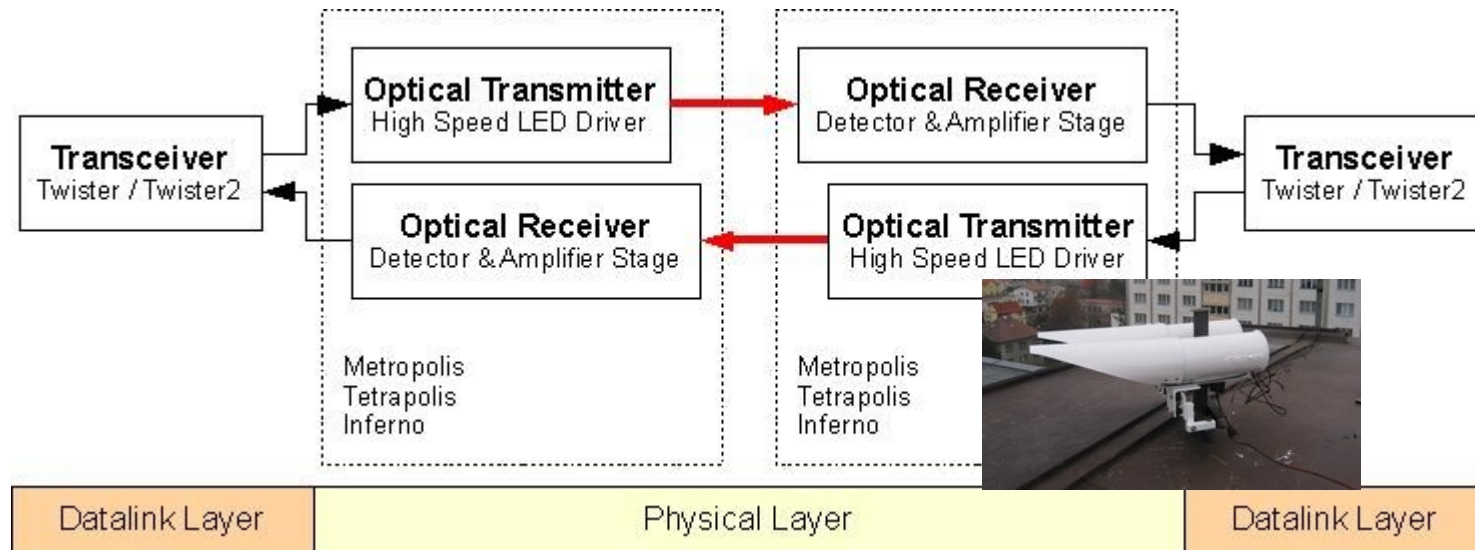 Transceiver
Twister / Twister2
Optical Transmitter
High Speed LED Driver
Optical Receiver
Detector & Amplifier Stage
Optical Receiver
Detector & Amplifier Stage
Optical Transmitter
High Speed LED Driver
Transceiver
Twister / Twister2
Metropolis
Tetrapolis
Inferno
Metropolis
Tetrapolis
Inferno
Datalink Layer
Physical Layer
Datalink Layer